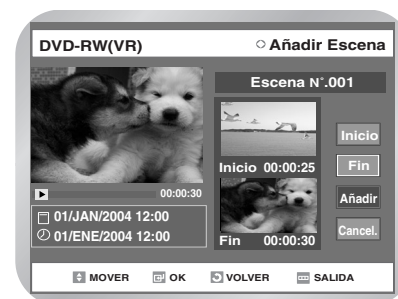 DVD-RW(VR)
Añadir Escena
Escena N°.001
Inicio 00:00:25
Fin 00:00:30
00:00:30
01/JAN/2004 12:00
01/ENE/2004 12:00
Inicio
Fin
Añadir
Cancel.
MOVER OK VOLVER SALIDA